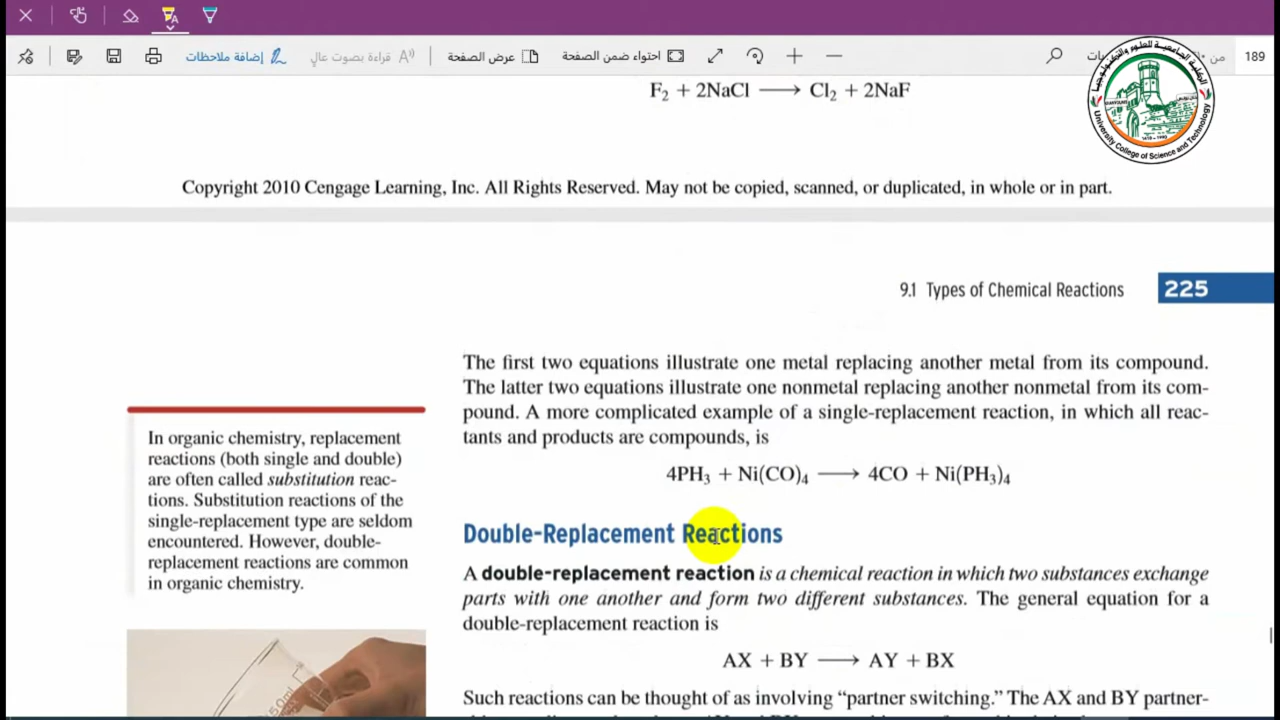 إضافة ملاحظات
قراءة بصوت عالٍ
عرض الصفحة
احتواء ضمن الصفحة
من
189
F₂ + 2NaCl ⟶ Cl₂ + 2NaF
University College of Science and Technology
Copyright 2010 Cengage Learning, Inc. All Rights Reserved. May not be copied, scanned, or duplicated, in whole or in part.
9.1 Types of Chemical Reactions 225
The first two equations illustrate one metal replacing another metal from its compound.
The latter two equations illustrate one nonmetal replacing another nonmetal from its com-
pound. A more complicated example of a single-replacement reaction, in which all reac-
tants and products are compounds, is
4PH₃ + Ni(CO)₄ ⟶ 4CO + Ni(PH₃)₄
In organic chemistry, replacement
reactions (both single and double)
are often called substitution reac-
tions. Substitution reactions of the
single-replacement type are seldom
encountered. However, double-
replacement reactions are common
in organic chemistry.
Double-Replacement Reactions
A double-replacement reaction is a chemical reaction in which two substances exchange
parts with one another and form two different substances. The general equation for a
double-replacement reaction is
AX + BY ⟶ AY + BX
Such reactions can be thought of as involving “partner switching.” The AX and BY partner-